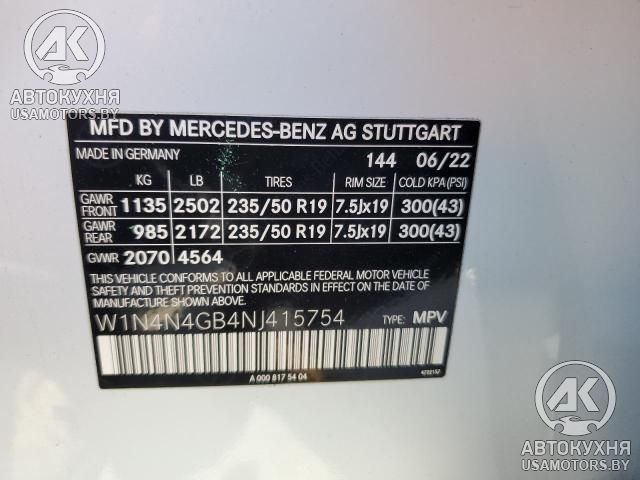 АВТОКУХНЯ
USAMOTORS.BY
MFD BY MERCEDES-BENZ AG STUTTGART
MADE IN GERMANY 144 06/22
KG LB TIRES RIM SIZE COLD KPA(PSI)
GAWR FRONT 1135 2502 235/50 R19 7.5Jx19 300(43)
GAWR REAR 985 2172 235/50 R19 7.5Jx19 300(43)
GVWR 2070 4564
THIS VEHICLE CONFORMS TO ALL APPLICABLE FEDERAL MOTOR VEHICLE
SAFETY AND THEFT PREVENTION STANDARDS IN EFFECT ON THE
DATE OF MANUFACTURE SHOWN ABOVE.
W1N4N4GB4NJ415754 TYPE: MPV
A 000 817 54 04
АВТОКУХНЯ
USAMOTORS.BY